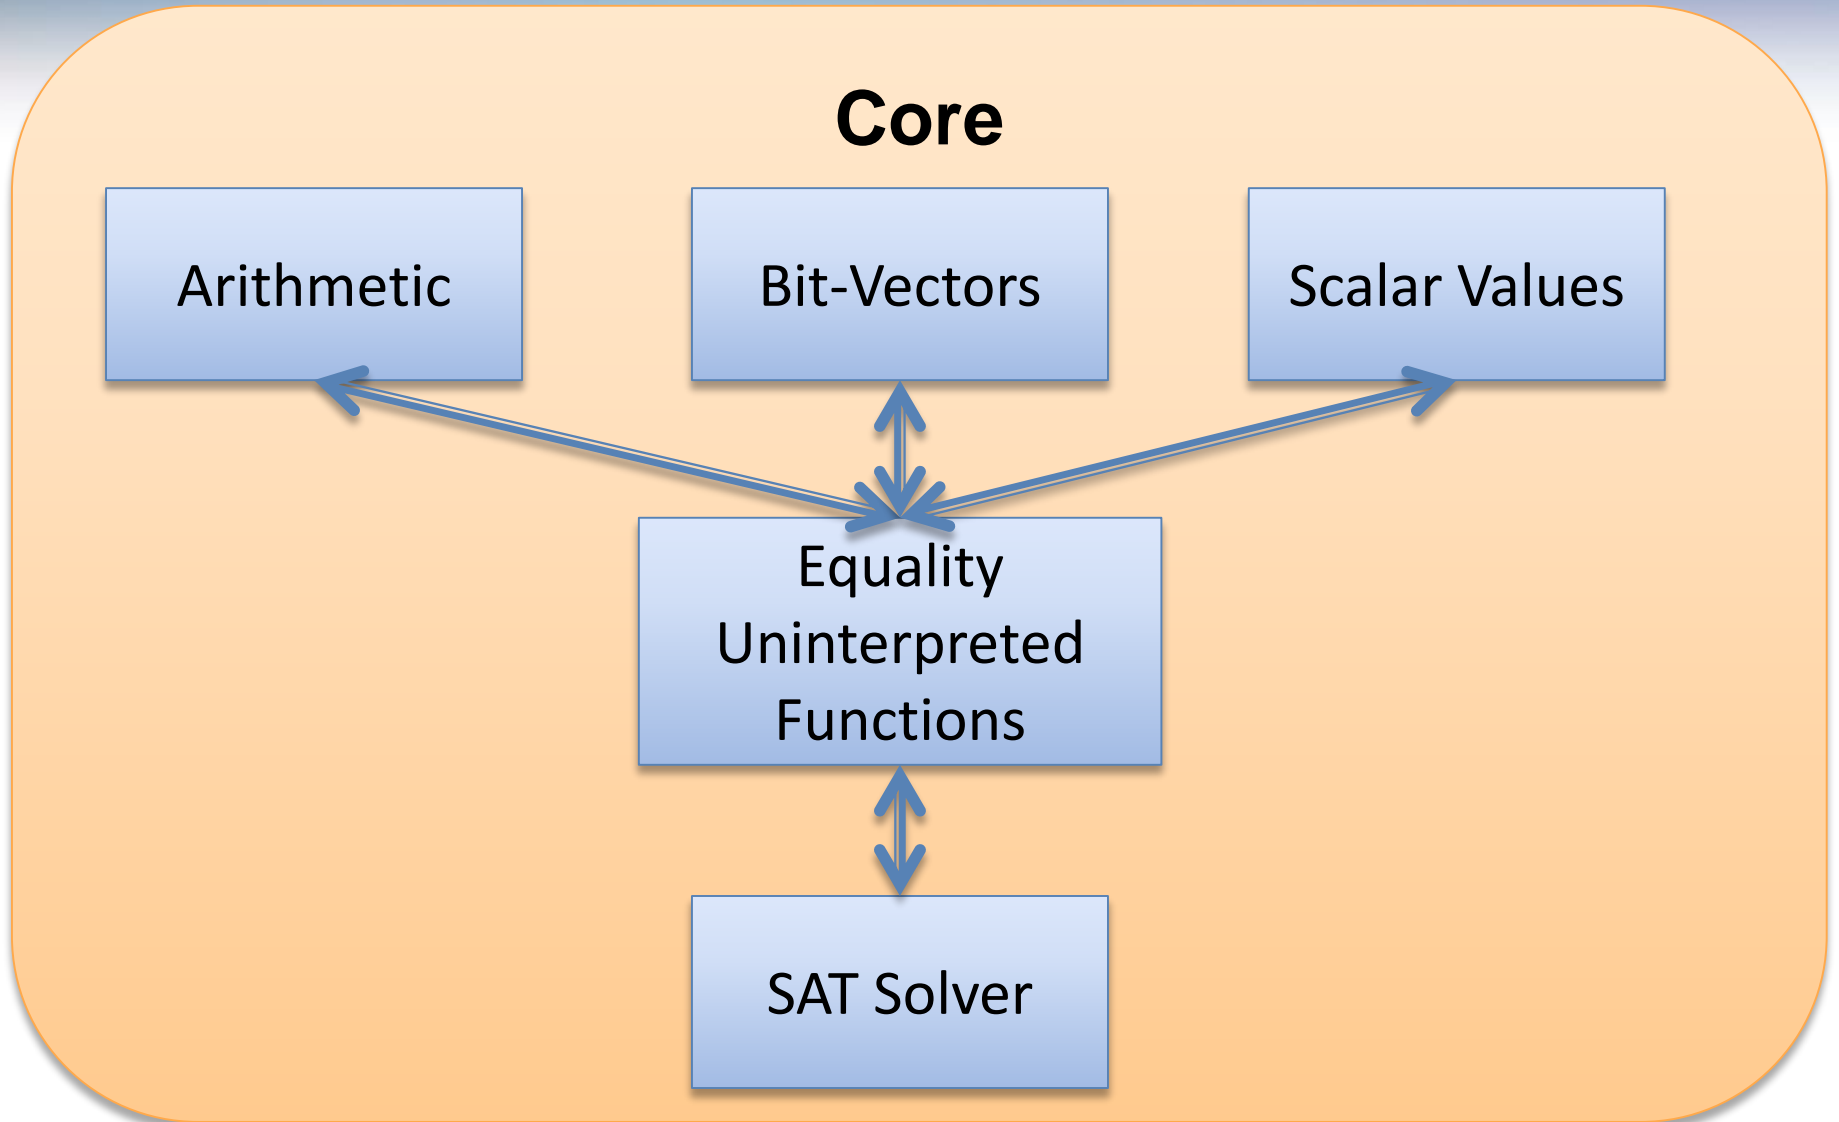 Core
Arithmetic
Bit-Vectors
Scalar Values
Equality
Uninterpreted
Functions
SAT Solver